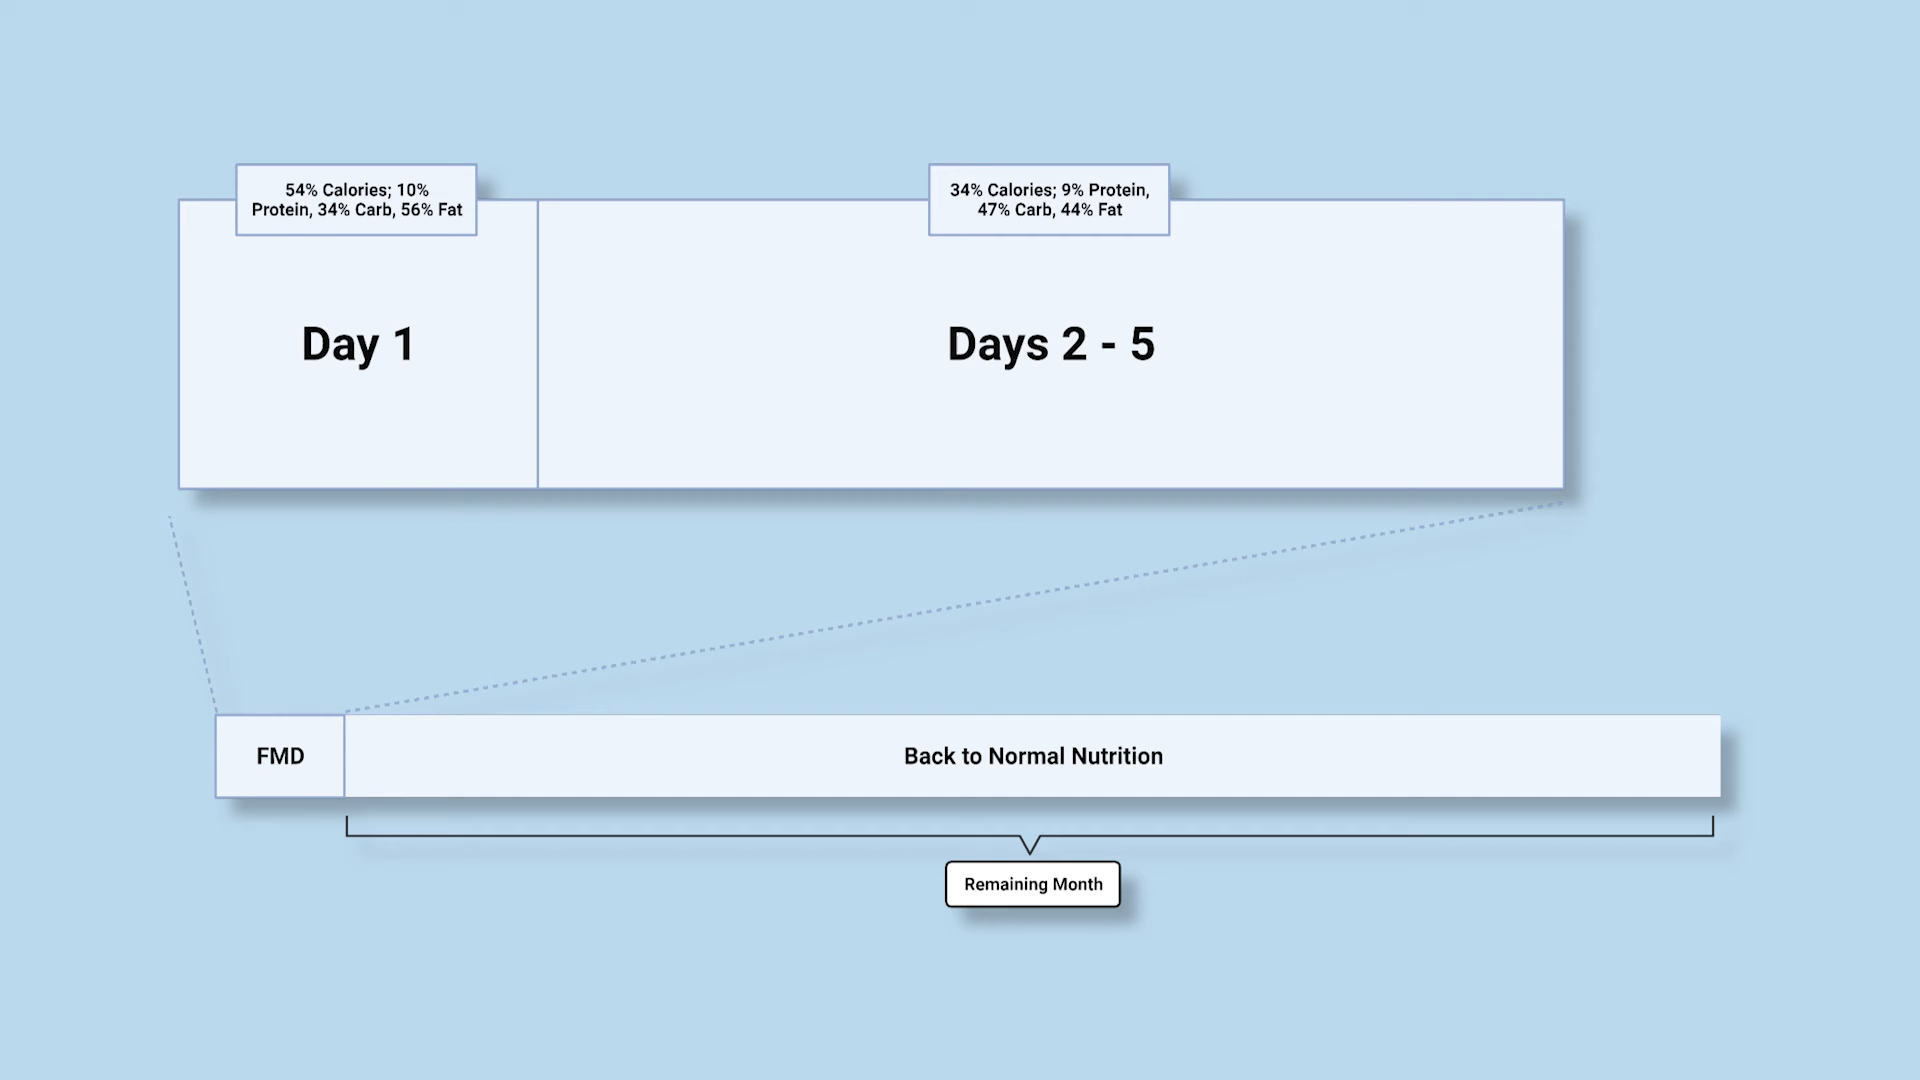 54% Calories; 10%
Protein, 34% Carb, 56% Fat
34% Calories; 9% Protein,
47% Carb, 44% Fat
Day 1
Days 2 - 5
FMD
Back to Normal Nutrition
Remaining Month